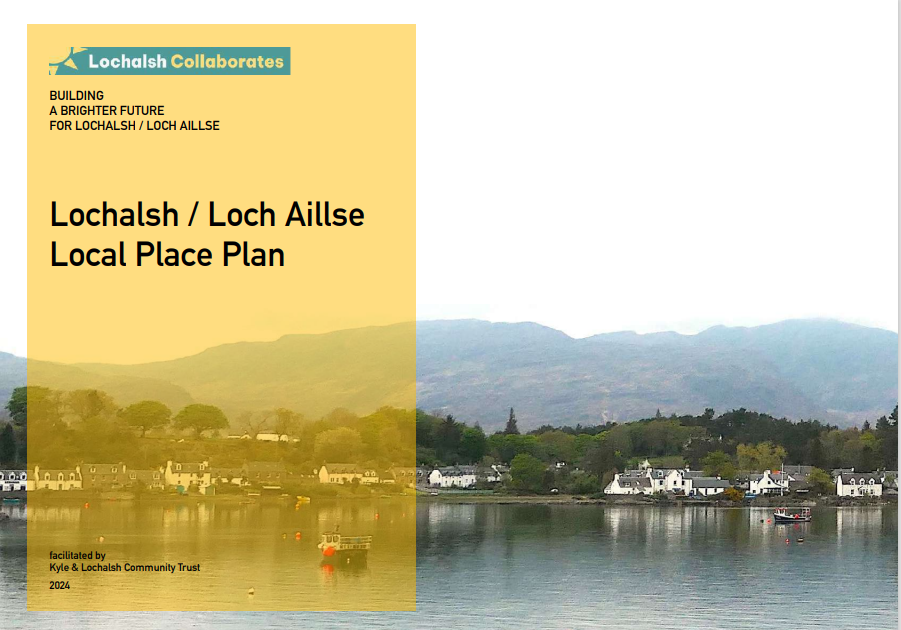 Lochalsh Collaborates
BUILDING
A BRIGHTER FUTURE
FOR LOCHALSH / LOCH AILLSE
Lochalsh / Loch Aillse
Local Place Plan
facilitated by
Kyle & Lochalsh Community Trust
2024